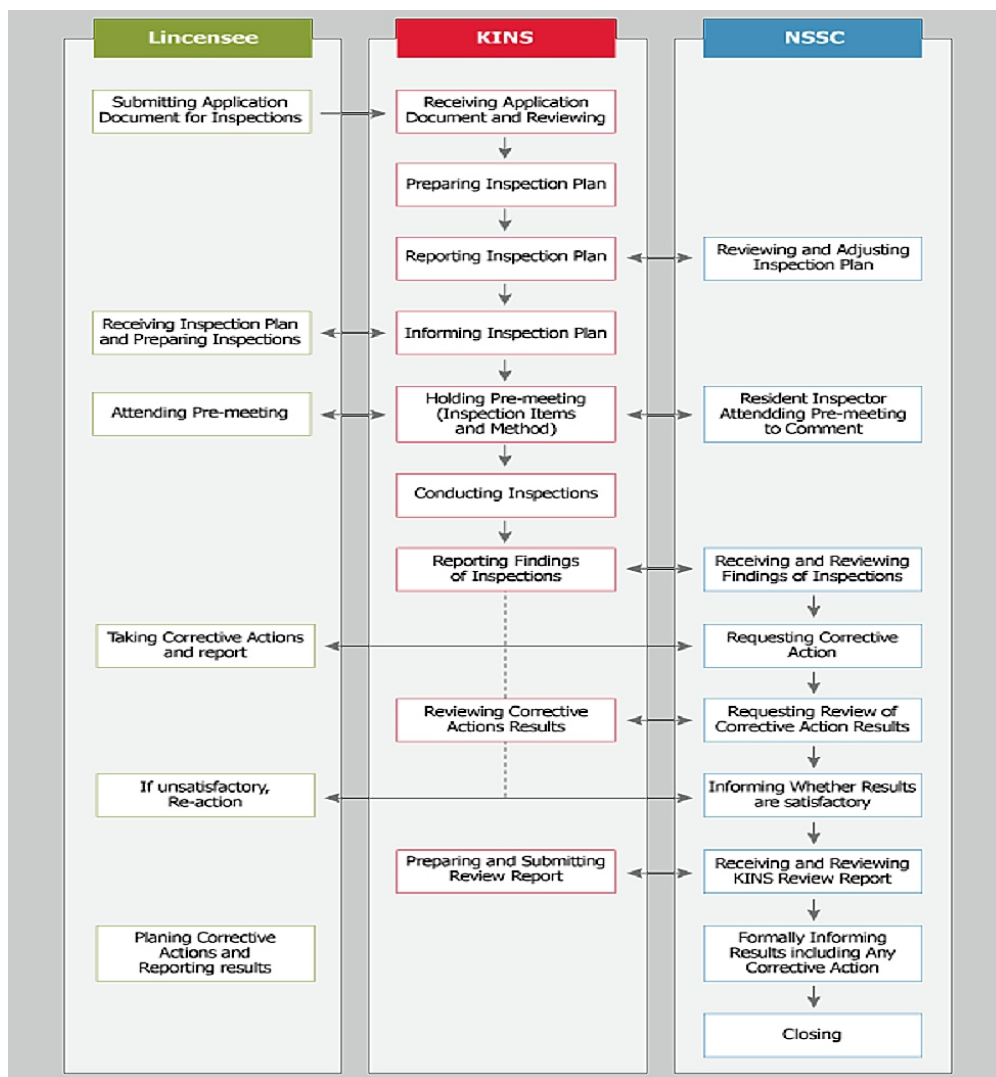 Lincensee
KINS
NSSC
Submitting Application
Document for Inspections
Receiving Application
Document and Reviewing
Preparing Inspection Plan
Reporting Inspection Plan
Reviewing and Adjusting
Inspection Plan
Receiving Inspection Plan
and Preparing Inspections
Informing Inspection Plan
Attending Pre-meeting
Holding Pre-meeting
(Inspection Items
and Method)
Resident Inspector
Attendding Pre-meeting
to Comment
Conducting Inspections
Reporting Findings
of Inspections
Receiving and Reviewing
Findings of Inspections
Taking Corrective Actions
and report
Requesting Corrective
Action
Reviewing Corrective
Actions Results
Requesting Review of
Corrective Action Results
If unsatisfactory,
Re-action
Informing Whether Results
are satisfactory
Preparing and Submitting
Review Report
Receiving and Reviewing
KINS Review Report
Planing Corrective
Actions and
Reporting results
Formally Informing
Results including Any
Corrective Action
Closing